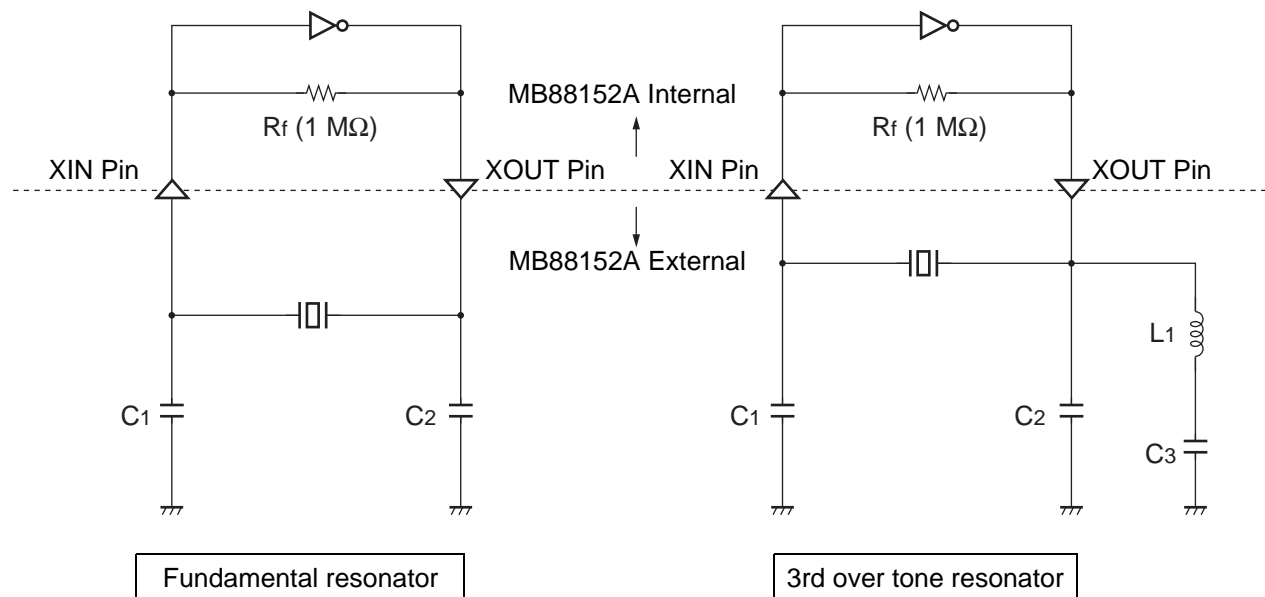 Rf (1 MΩ)
MB88152A Internal
Rf (1 MΩ)
XIN Pin
XOUT Pin
XIN Pin
XOUT Pin
MB88152A External
L1
C1
C2
C1
C2
C3
Fundamental resonator
3rd over tone resonator